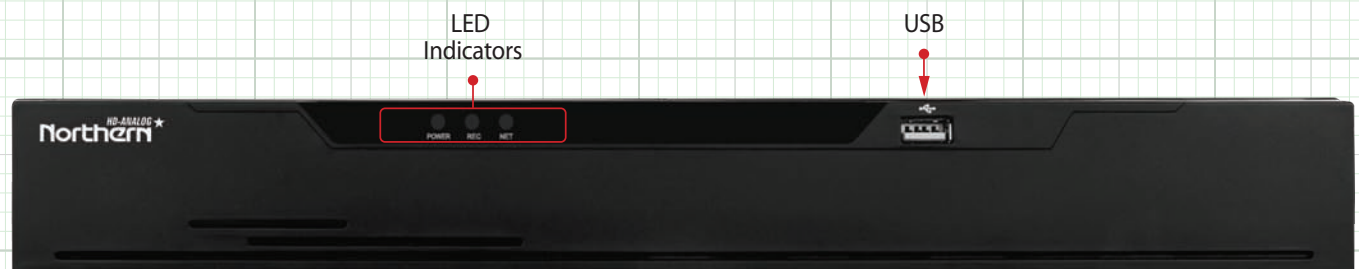 LED
Indicators
USB
HD-ANALOG
Northern
POWER REC NET